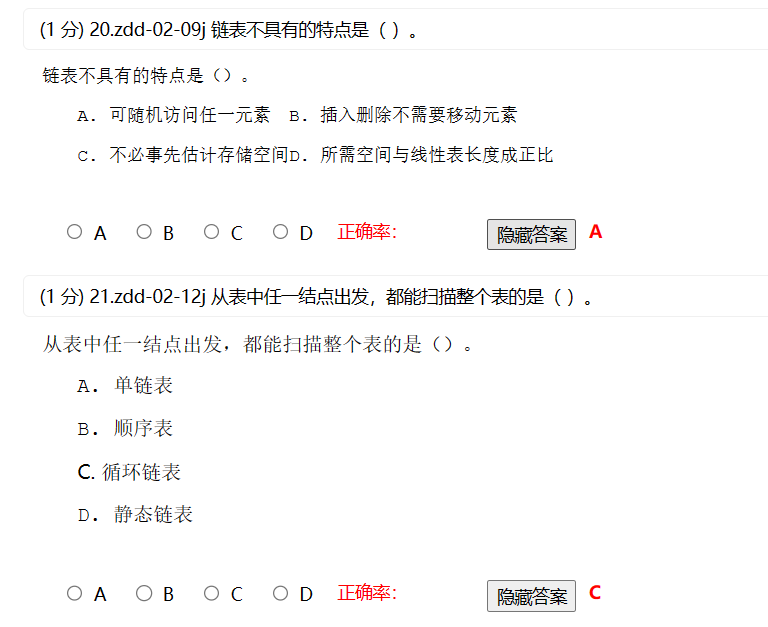 (1 分) 20.zdd-02-09j 链表不具有的特点是（ ）。
链表不具有的特点是（）。
A. 可随机访问任一元素 B. 插入删除不需要移动元素
C. 不必事先估计存储空间D. 所需空间与线性表长度成正比
A B C D 正确率: 隐藏答案 A
(1 分) 21.zdd-02-12j 从表中任一结点出发，都能扫描整个表的是（ ）。
从表中任一结点出发，都能扫描整个表的是（）。
A. 单链表
B. 顺序表
C. 循环链表
D. 静态链表
A B C D 正确率: 隐藏答案 C